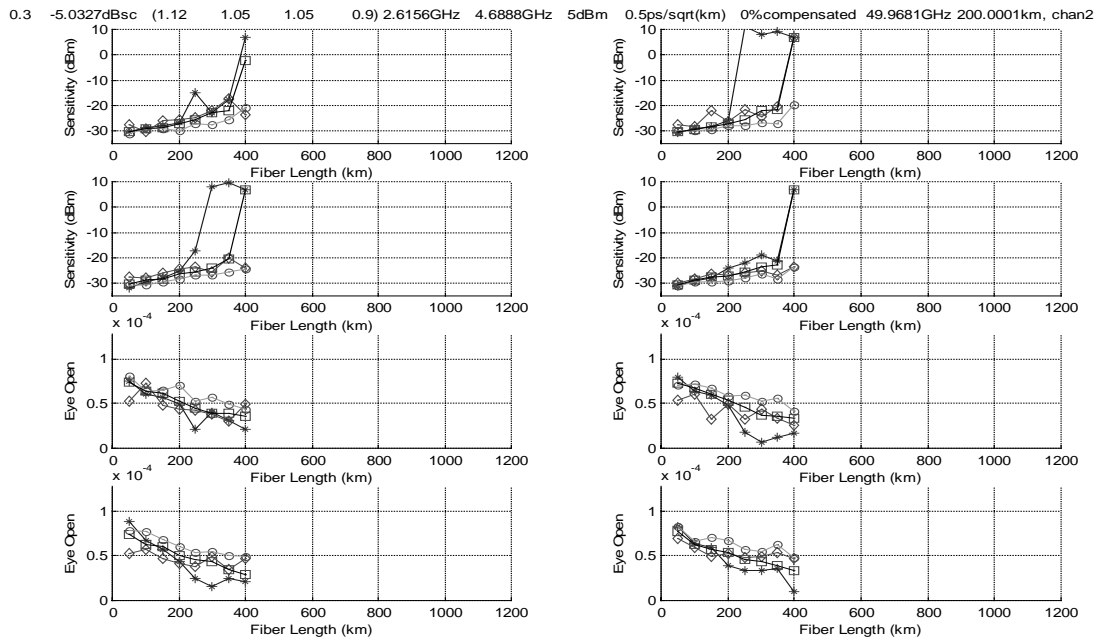 0.3 -5.0327dBsc (1.12 1.05 1.05 0.9) 2.6156GHz 4.6888GHz 5dBm 0.5ps/sqrt(km) 0%compensated 49.9681GHz 200.0001km, chan2
10
0
-10
-20
-30
Sensitivity (dBm)
0 200 400 600 800 1000 1200
Fiber Length (km)
10
0
-10
-20
-30
Sensitivity (dBm)
0 200 400 600 800 1000 1200
Fiber Length (km)
10
0
-10
-20
-30
Sensitivity (dBm)
0 200 400 600 800 1000 1200
Fiber Length (km)
10
0
-10
-20
-30
Sensitivity (dBm)
0 200 400 600 800 1000 1200
Fiber Length (km)
x 10^-4
1
0.5
0
Eye Open
0 200 400 600 800 1000 1200
Fiber Length (km)
x 10^-4
1
0.5
0
Eye Open
0 200 400 600 800 1000 1200
Fiber Length (km)
x 10^-4
1
0.5
0
Eye Open
0 200 400 600 800 1000 1200
Fiber Length (km)
x 10^-4
1
0.5
0
Eye Open
0 200 400 600 800 1000 1200
Fiber Length (km)